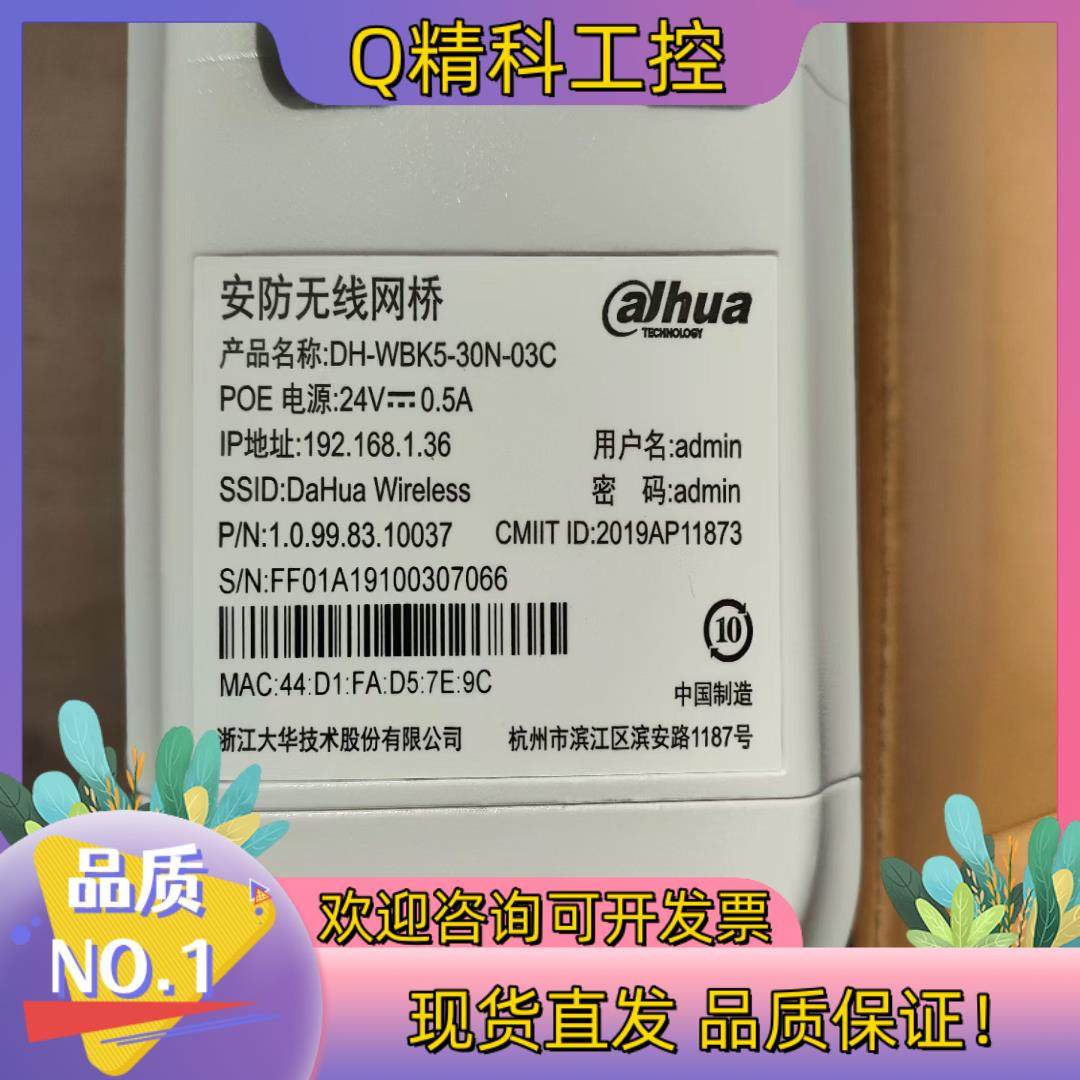 Q精科工控
安防无线网桥
alhua
TECHNOLOGY
产品名称:DH-WBK5-30N-03C
POE 电源:24V⎓0.5A
IP地址:192.168.1.36
用户名:admin
SSID:DaHua Wireless
密 码:admin
P/N:1.0.99.83.10037
CMIIT ID:2019AP11873
S/N:FF01A19100307066
10
MAC:44:D1:FA:D5:7E:9C
中国制造
浙江大华技术股份有限公司
杭州市滨江区滨安路1187号
品质
NO.1
欢迎咨询可开发票
现货直发 品质保证!